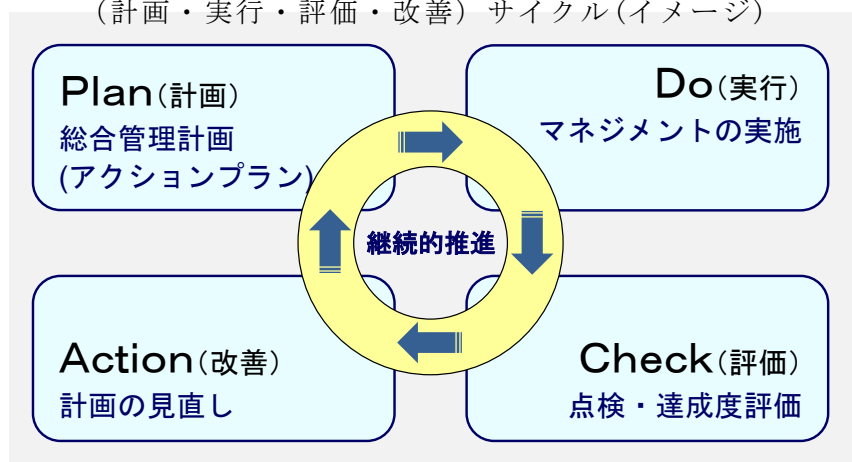 (計画・実行・評価・改善) サイクル(イメージ)
Plan(計画)
総合管理計画
(アクションプラン)
Do(実行)
マネジメントの実施
継続的推進
Action(改善)
計画の見直し
Check(評価)
点検・達成度評価